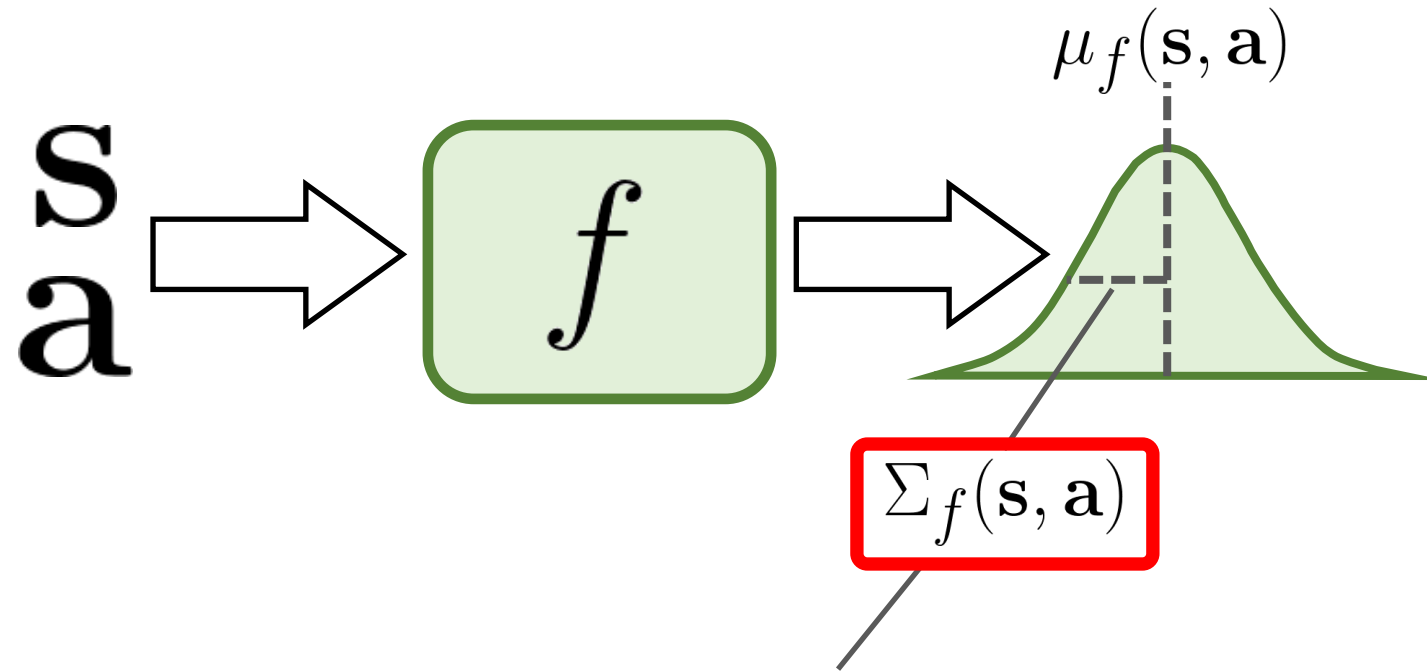 s
a
f
μ_f(s, a)
Σ_f(s, a)